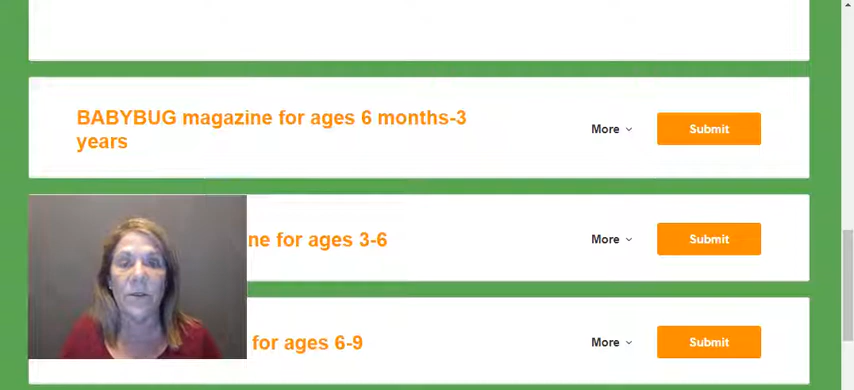 BABYBUG magazine for ages 6 months-3
years
More
Submit
ne for ages 3-6
More
Submit
for ages 6-9
More
Submit